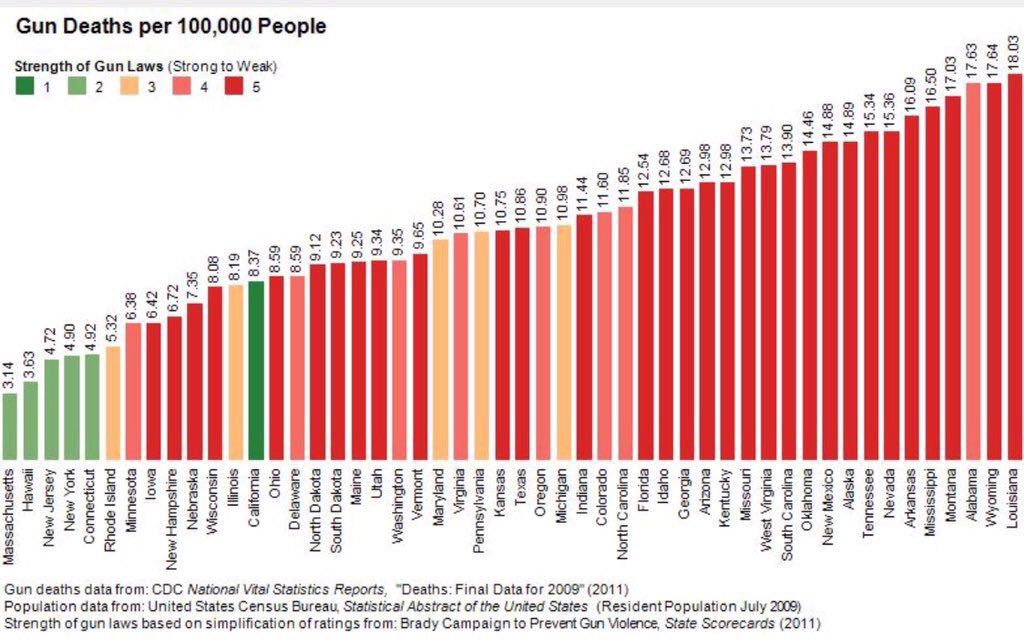 Gun Deaths per 100,000 People
Strength of Gun Laws (Strong to Weak)
1 2 3 4 5
3.14 3.63 4.72 4.90 4.92 5.32 6.38 6.42 6.72 7.35 8.08 8.19 8.37 8.59 8.59 9.12 9.23 9.25 9.34 9.35 9.65 10.28 10.61 10.70 10.75 10.86 10.90 10.98 11.44 11.60 11.85 12.54 12.68 12.69 12.98 12.98 13.73 13.79 13.90 14.46 14.88 14.89 15.34 15.36 16.09 16.50 17.03 17.63 17.64 18.03
Massachusetts
Hawaii
New Jersey
New York
Connecticut
Rhode Island
Minnesota
Iowa
New Hampshire
Nebraska
Wisconsin
Illinois
California
Ohio
Delaware
North Dakota
South Dakota
Maine
Utah
Washington
Vermont
Maryland
Virginia
Pennsylvania
Kansas
Texas
Oregon
Michigan
Indiana
Colorado
North Carolina
Florida
Idaho
Georgia
Arizona
Kentucky
Missouri
West Virginia
South Carolina
Oklahoma
New Mexico
Alaska
Tennessee
Nevada
Arkansas
Mississippi
Montana
Alabama
Wyoming
Louisiana
Gun deaths data from: CDC National Vital Statistics Reports, "Deaths: Final Data for 2009" (2011)
Population data from: United States Census Bureau, Statistical Abstract of the United States (Resident Population July 2009)
Strength of gun laws based on simplification of ratings from: Brady Campaign to Prevent Gun Violence, State Scorecards (2011)